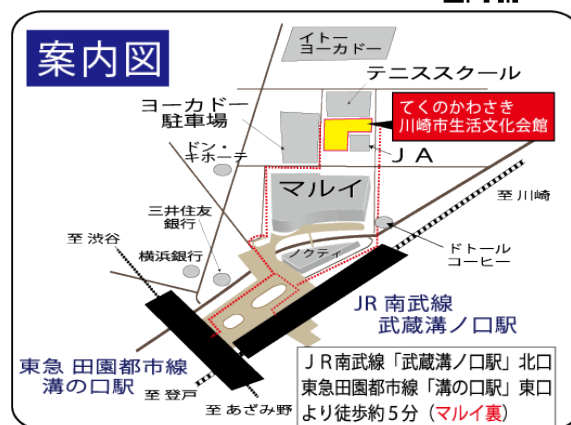 案内図
イトー
ヨーカドー
テニススクール
てくのかわさき
川崎市生活文化会館
ヨーカドー
駐車場
ＪＡ
ドン・
キホーテ
マルイ
至 川崎
三井住友
銀行
至 渋谷
横浜銀行
ノクティ
ドトール
コーヒー
JR 南武線
武蔵溝ノ口駅
東急 田園都市線
溝の口駅
至 登戸
至 あざみ野
ＪＲ南武線「武蔵溝ノ口駅」北口
東急田園都市線「溝の口駅」東口
より徒歩約５分（マルイ裏）